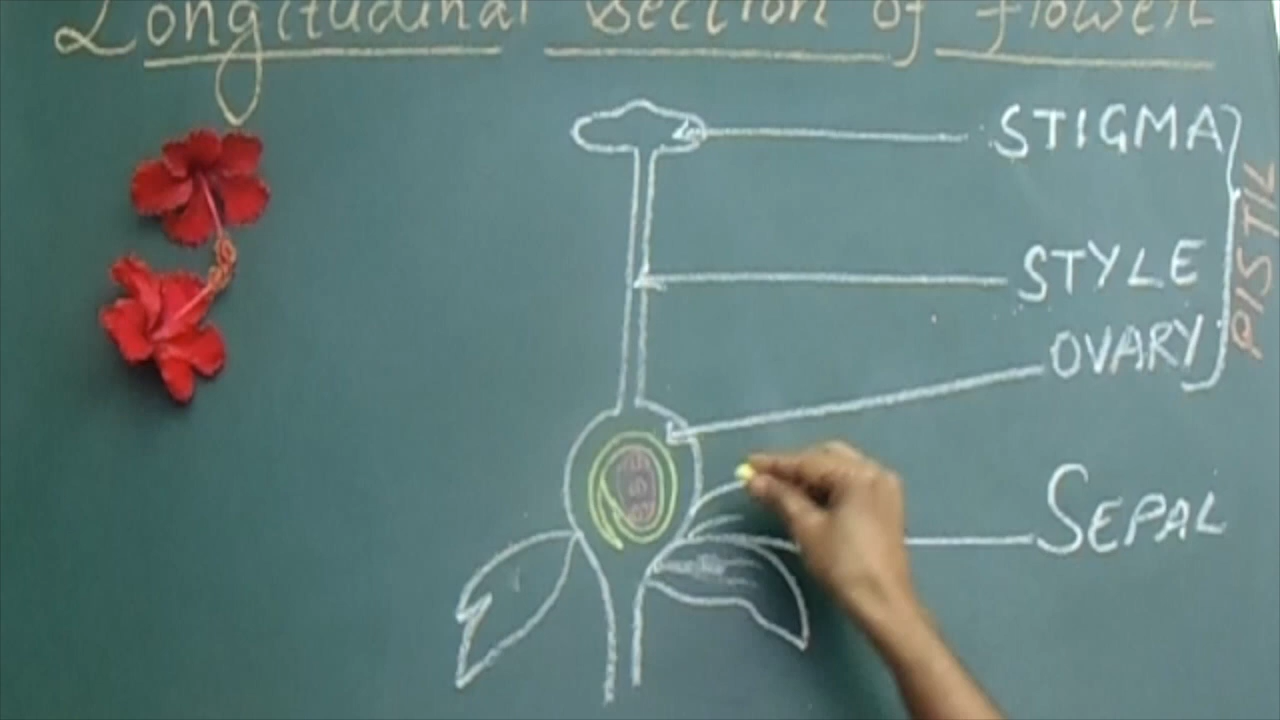 Longitudinal Section of flower
STIGMA
STYLE
OVARY
PISTIL
SEPAL